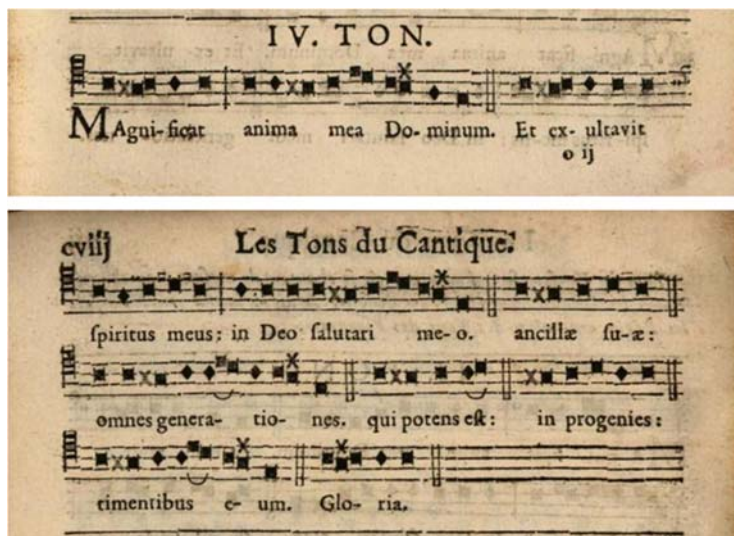 IV. TON.
MAgni-ficat anima mea Do-minum. Et ex-ultavit
o ij
cviij Les Tons du Cantique.
ſpiritus meus: in Deo ſalutari me-o. ancillæ ſu-æ:
omnes genera-tio-nes. qui potens eſt: in progenies:
timentibus e-um. Glo-ria.